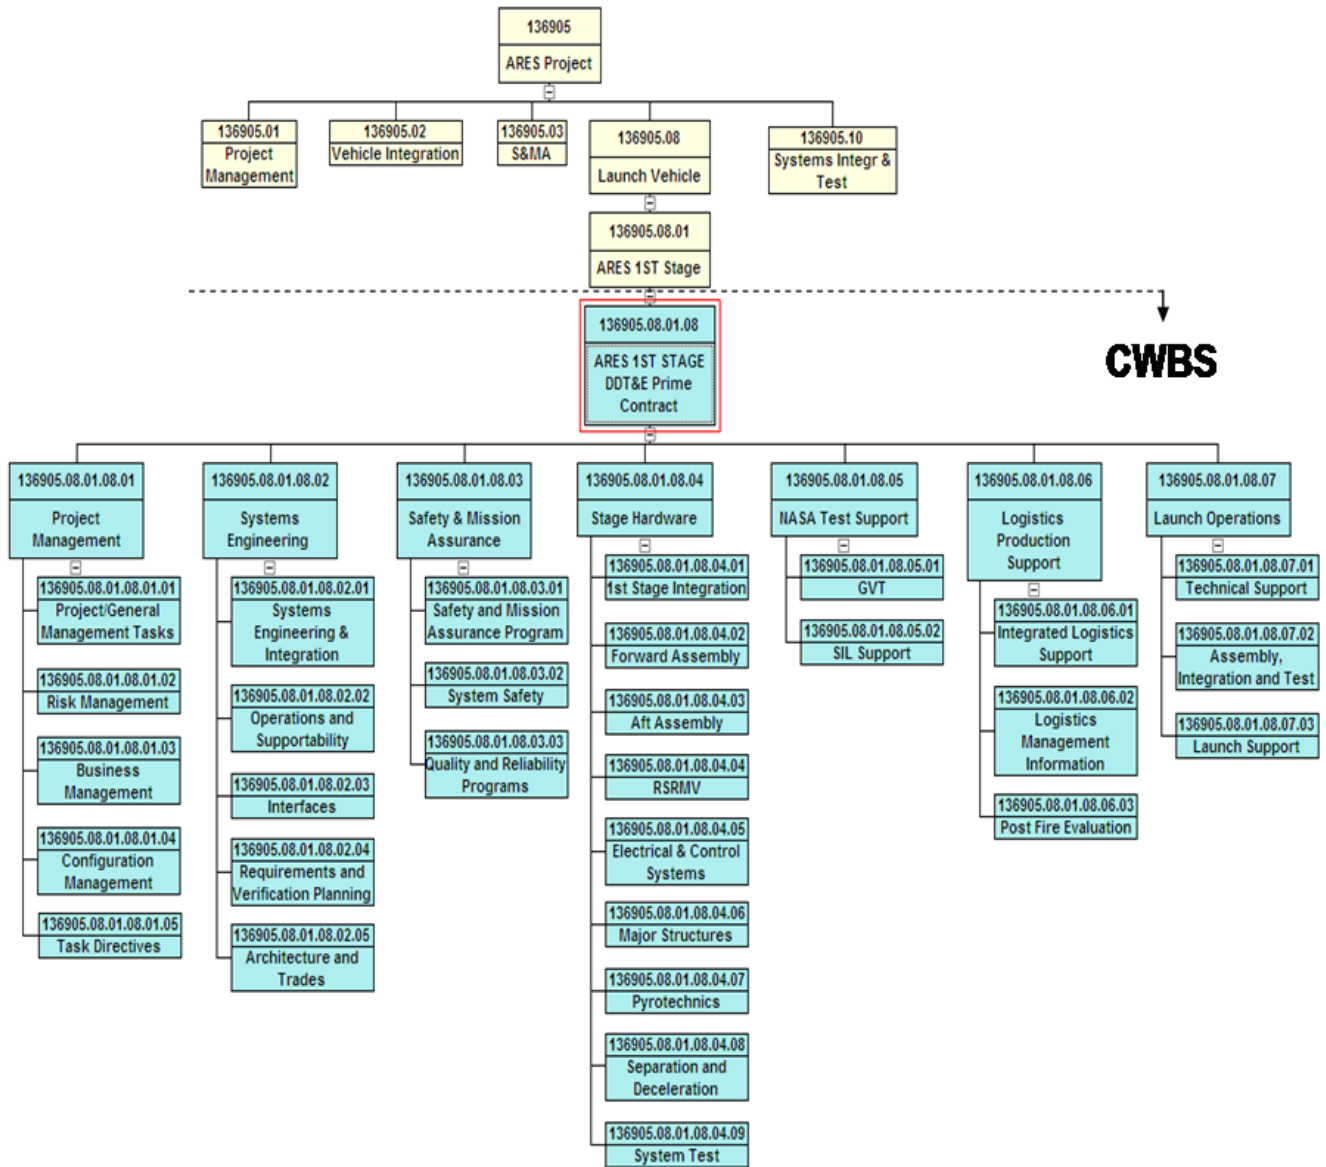 136905
ARES Project
136905.01
Project
Management
136905.02
Vehicle Integration
136905.03
S&MA
136905.08
Launch Vehicle
136905.10
Systems Integr &
Test
136905.08.01
ARES 1ST Stage
136905.08.01.08
ARES 1ST STAGE
DDT&E Prime
Contract
CWBS
136905.08.01.08.01
Project
Management
136905.08.01.08.01.01
Project/General
Management Tasks
136905.08.01.08.01.02
Risk Management
136905.08.01.08.01.03
Business
Management
136905.08.01.08.01.04
Configuration
Management
136905.08.01.08.01.05
Task Directives
136905.08.01.08.02
Systems
Engineering
136905.08.01.08.02.01
Systems
Engineering &
Integration
136905.08.01.08.02.02
Operations and
Supportability
136905.08.01.08.02.03
Interfaces
136905.08.01.08.02.04
Requirements and
Verification Planning
136905.08.01.08.02.05
Architecture and
Trades
136905.08.01.08.03
Safety & Mission
Assurance
136905.08.01.08.03.01
Safety and Mission
Assurance Program
136905.08.01.08.03.02
System Safety
136905.08.01.08.03.03
Quality and Reliability
Programs
136905.08.01.08.04
Stage Hardware
136905.08.01.08.04.01
1st Stage Integration
136905.08.01.08.04.02
Forward Assembly
136905.08.01.08.04.03
Aft Assembly
136905.08.01.08.04.04
RSRMV
136905.08.01.08.04.05
Electrical & Control
Systems
136905.08.01.08.04.06
Major Structures
136905.08.01.08.04.07
Pyrotechnics
136905.08.01.08.04.08
Separation and
Deceleration
136905.08.01.08.04.09
System Test
136905.08.01.08.05
NASA Test Support
136905.08.01.08.05.01
GVT
136905.08.01.08.05.02
SIL Support
136905.08.01.08.06
Logistics
Production
Support
136905.08.01.08.06.01
Integrated Logistics
Support
136905.08.01.08.06.02
Logistics
Management
Information
136905.08.01.08.06.03
Post Fire Evaluation
136905.08.01.08.07
Launch Operations
136905.08.01.08.07.01
Technical Support
136905.08.01.08.07.02
Assembly,
Integration and Test
136905.08.01.08.07.03
Launch Support